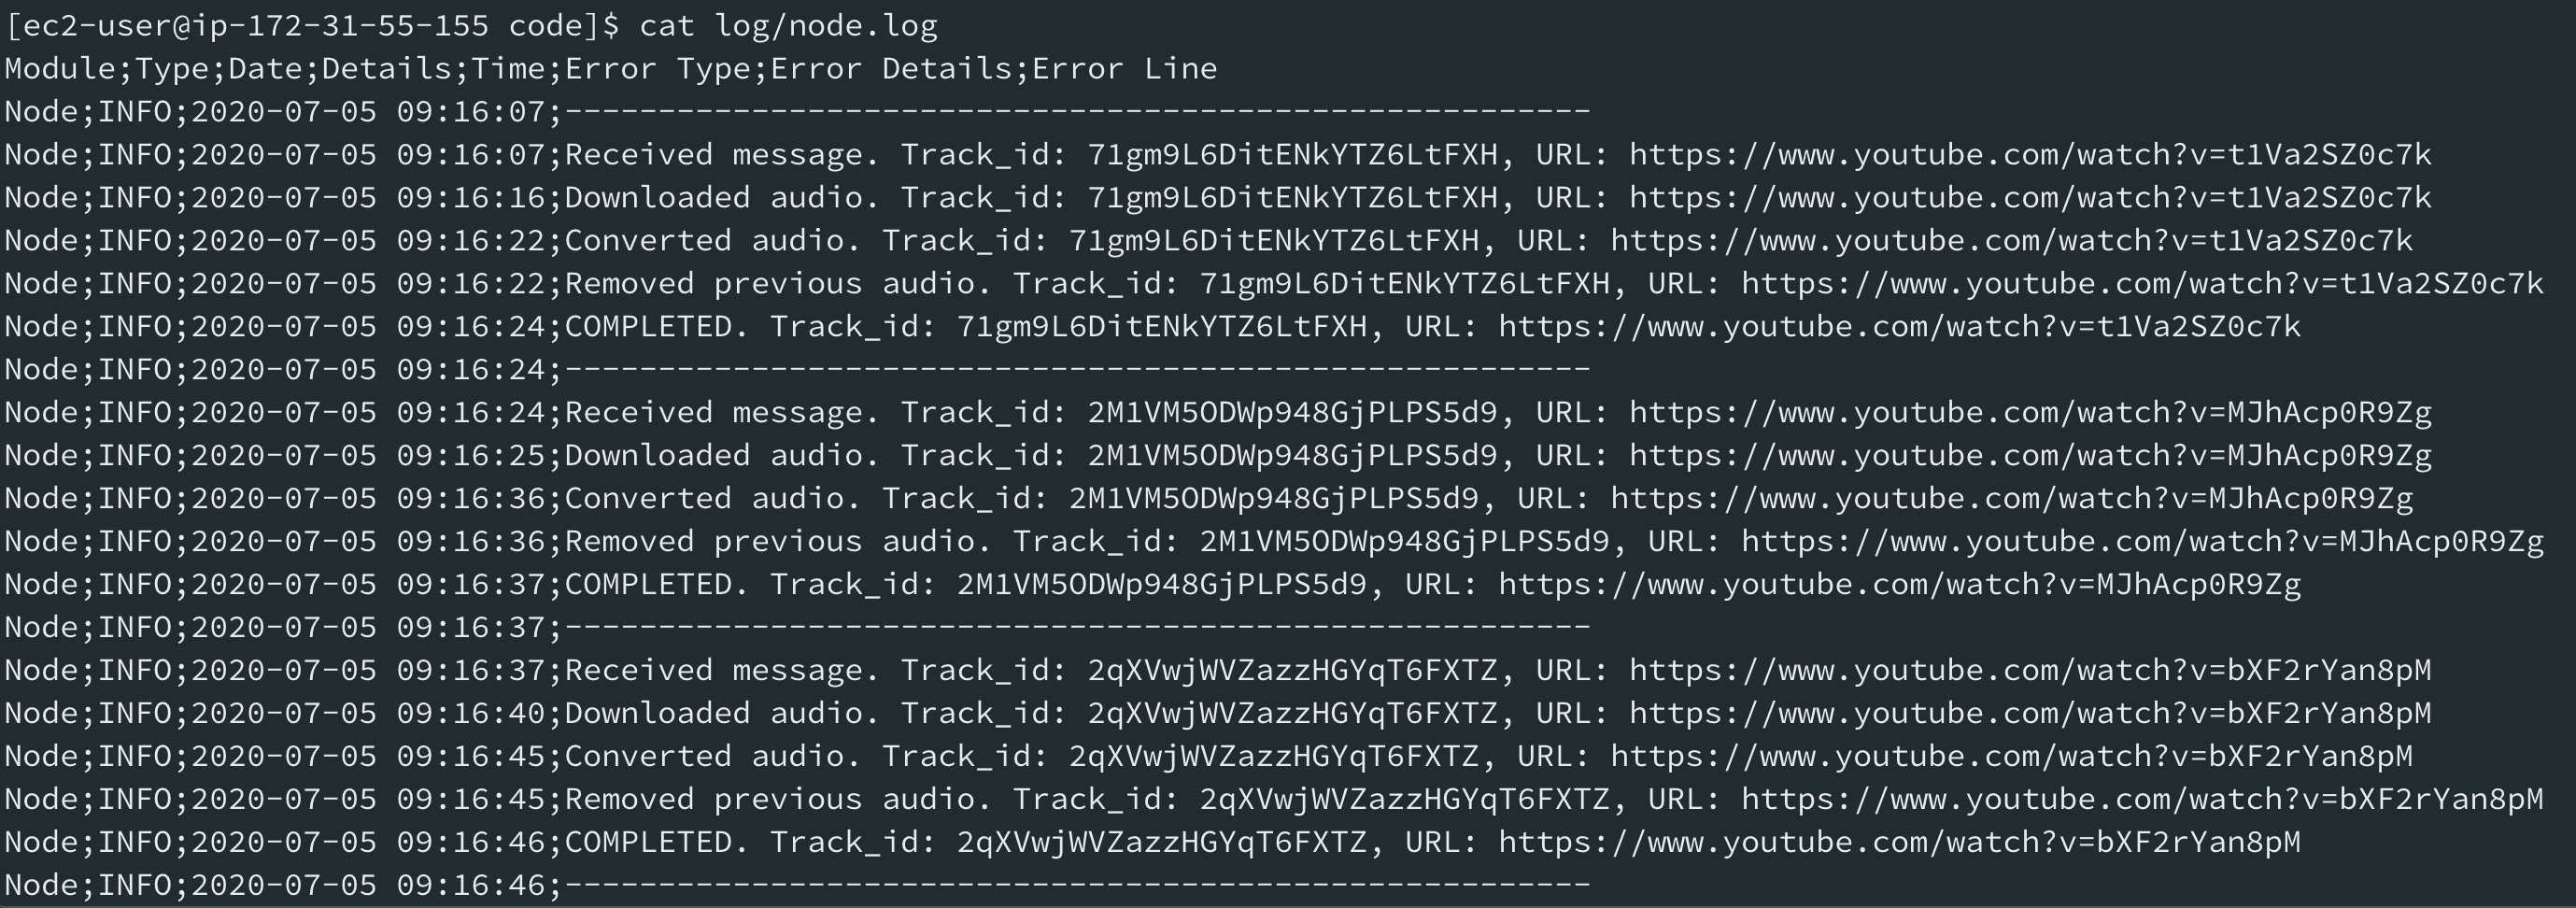 [ec2-user@ip-172-31-55-155 code]$ cat log/node.log
Module;Type;Date;Details;Time;Error Type;Error Details;Error Line
Node;INFO;2020-07-05 09:16:07;-------------------------------------------------------
Node;INFO;2020-07-05 09:16:07;Received message. Track_id: 71gm9L6DitENkYTZ6LtFXH, URL: https://www.youtube.com/watch?v=t1Va2SZ0c7k
Node;INFO;2020-07-05 09:16:16;Downloaded audio. Track_id: 71gm9L6DitENkYTZ6LtFXH, URL: https://www.youtube.com/watch?v=t1Va2SZ0c7k
Node;INFO;2020-07-05 09:16:22;Converted audio. Track_id: 71gm9L6DitENkYTZ6LtFXH, URL: https://www.youtube.com/watch?v=t1Va2SZ0c7k
Node;INFO;2020-07-05 09:16:22;Removed previous audio. Track_id: 71gm9L6DitENkYTZ6LtFXH, URL: https://www.youtube.com/watch?v=t1Va2SZ0c7k
Node;INFO;2020-07-05 09:16:24;COMPLETED. Track_id: 71gm9L6DitENkYTZ6LtFXH, URL: https://www.youtube.com/watch?v=t1Va2SZ0c7k
Node;INFO;2020-07-05 09:16:24;-------------------------------------------------------
Node;INFO;2020-07-05 09:16:24;Received message. Track_id: 2M1VM5ODWp948GjPLPS5d9, URL: https://www.youtube.com/watch?v=MJhAcp0R9Zg
Node;INFO;2020-07-05 09:16:25;Downloaded audio. Track_id: 2M1VM5ODWp948GjPLPS5d9, URL: https://www.youtube.com/watch?v=MJhAcp0R9Zg
Node;INFO;2020-07-05 09:16:36;Converted audio. Track_id: 2M1VM5ODWp948GjPLPS5d9, URL: https://www.youtube.com/watch?v=MJhAcp0R9Zg
Node;INFO;2020-07-05 09:16:36;Removed previous audio. Track_id: 2M1VM5ODWp948GjPLPS5d9, URL: https://www.youtube.com/watch?v=MJhAcp0R9Zg
Node;INFO;2020-07-05 09:16:37;COMPLETED. Track_id: 2M1VM5ODWp948GjPLPS5d9, URL: https://www.youtube.com/watch?v=MJhAcp0R9Zg
Node;INFO;2020-07-05 09:16:37;-------------------------------------------------------
Node;INFO;2020-07-05 09:16:37;Received message. Track_id: 2qXVwjWVZazzHGYqT6FXTZ, URL: https://www.youtube.com/watch?v=bXF2rYan8pM
Node;INFO;2020-07-05 09:16:40;Downloaded audio. Track_id: 2qXVwjWVZazzHGYqT6FXTZ, URL: https://www.youtube.com/watch?v=bXF2rYan8pM
Node;INFO;2020-07-05 09:16:45;Converted audio. Track_id: 2qXVwjWVZazzHGYqT6FXTZ, URL: https://www.youtube.com/watch?v=bXF2rYan8pM
Node;INFO;2020-07-05 09:16:45;Removed previous audio. Track_id: 2qXVwjWVZazzHGYqT6FXTZ, URL: https://www.youtube.com/watch?v=bXF2rYan8pM
Node;INFO;2020-07-05 09:16:46;COMPLETED. Track_id: 2qXVwjWVZazzHGYqT6FXTZ, URL: https://www.youtube.com/watch?v=bXF2rYan8pM
Node;INFO;2020-07-05 09:16:46;-------------------------------------------------------